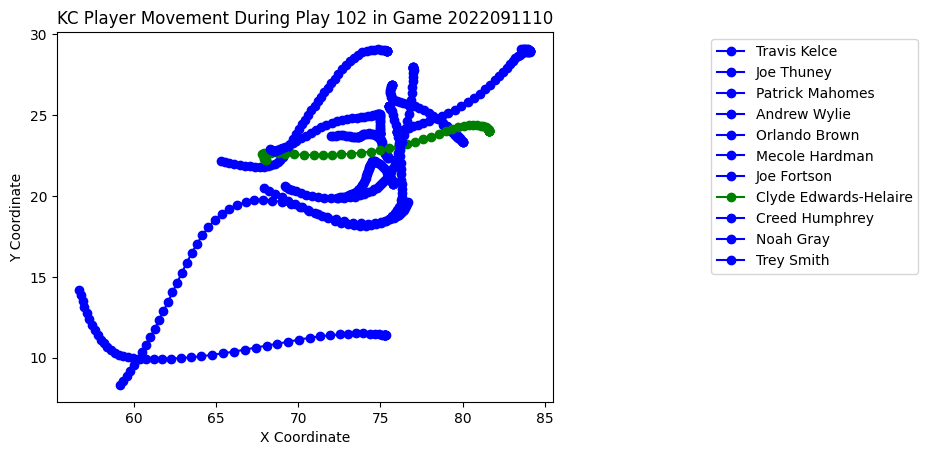 KC Player Movement During Play 102 in Game 2022091110
30
25
20
15
10
Y Coordinate
60
65
70
75
80
85
X Coordinate
Travis Kelce
Joe Thuney
Patrick Mahomes
Andrew Wylie
Orlando Brown
Mecole Hardman
Joe Fortson
Clyde Edwards-Helaire
Creed Humphrey
Noah Gray
Trey Smith